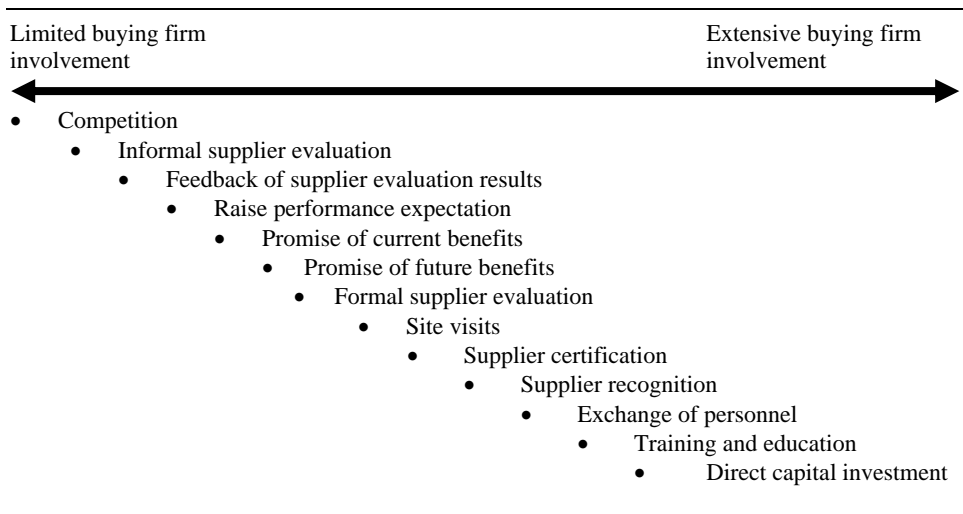 Limited buying firm involvement
Extensive buying firm involvement
• Competition
• Informal supplier evaluation
• Feedback of supplier evaluation results
• Raise performance expectation
• Promise of current benefits
• Promise of future benefits
• Formal supplier evaluation
• Site visits
• Supplier certification
• Supplier recognition
• Exchange of personnel
• Training and education
• Direct capital investment